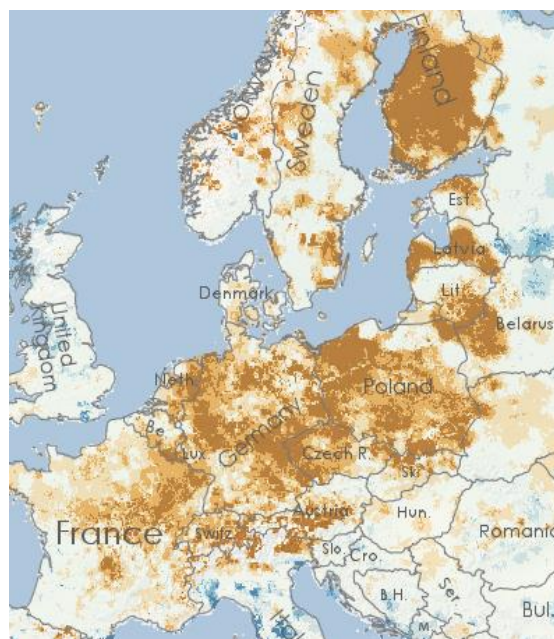 Finland
Norway
Sweden
Est.
Latvia
Lit.
Denmark
Belarus
United
Kingdom
Neth.
Poland
Be
Germany
Lux.
Czech R.
Sk.
Austria
France
Switz.
Hun.
Slo.
Cro.
Romania
B.H.
Se.
Bul.
M